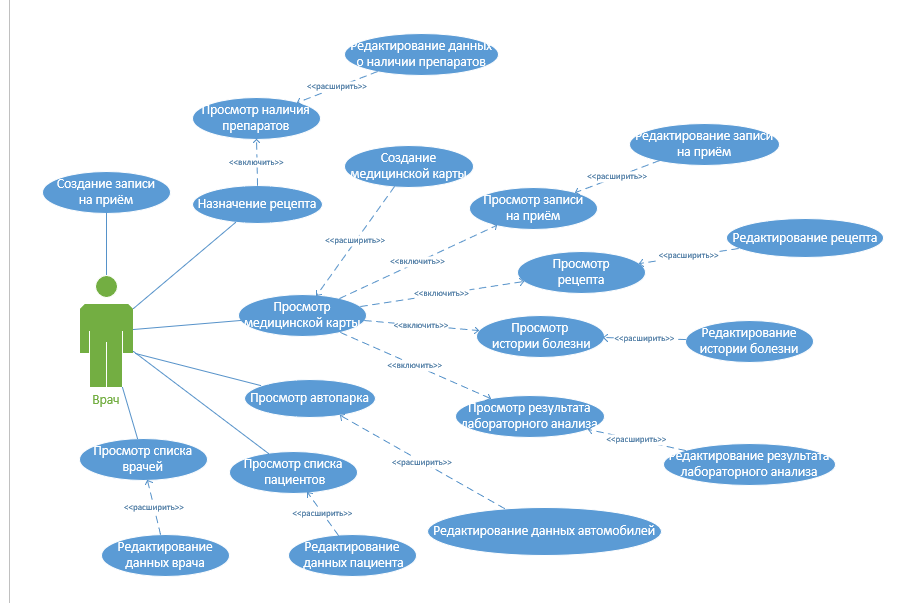 Редактирование данных
о наличии препаратов
<<расширить>>
Просмотр наличия
препаратов
<<включить>>
Создание
медицинской карты
Редактирование записи
на приём
<<расширить>>
Создание записи
на приём
Назначение рецепта
Просмотр записи
на приём
<<расширить>>
<<включить>>
Редактирование рецепта
<<расширить>>
Просмотр
рецепта
<<включить>>
Просмотр
медицинской карты
<<включить>>
Просмотр
истории болезни
<<расширить>>
Редактирование
истории болезни
<<включить>>
Врач
Просмотр автопарка
Просмотр результата
лабораторного анализа
<<расширить>>
Редактирование результата
лабораторного анализа
Просмотр списка
врачей
Просмотр списка
пациентов
<<расширить>>
<<расширить>>
<<расширить>>
Редактирование данных автомобилей
Редактирование
данных врача
Редактирование
данных пациента